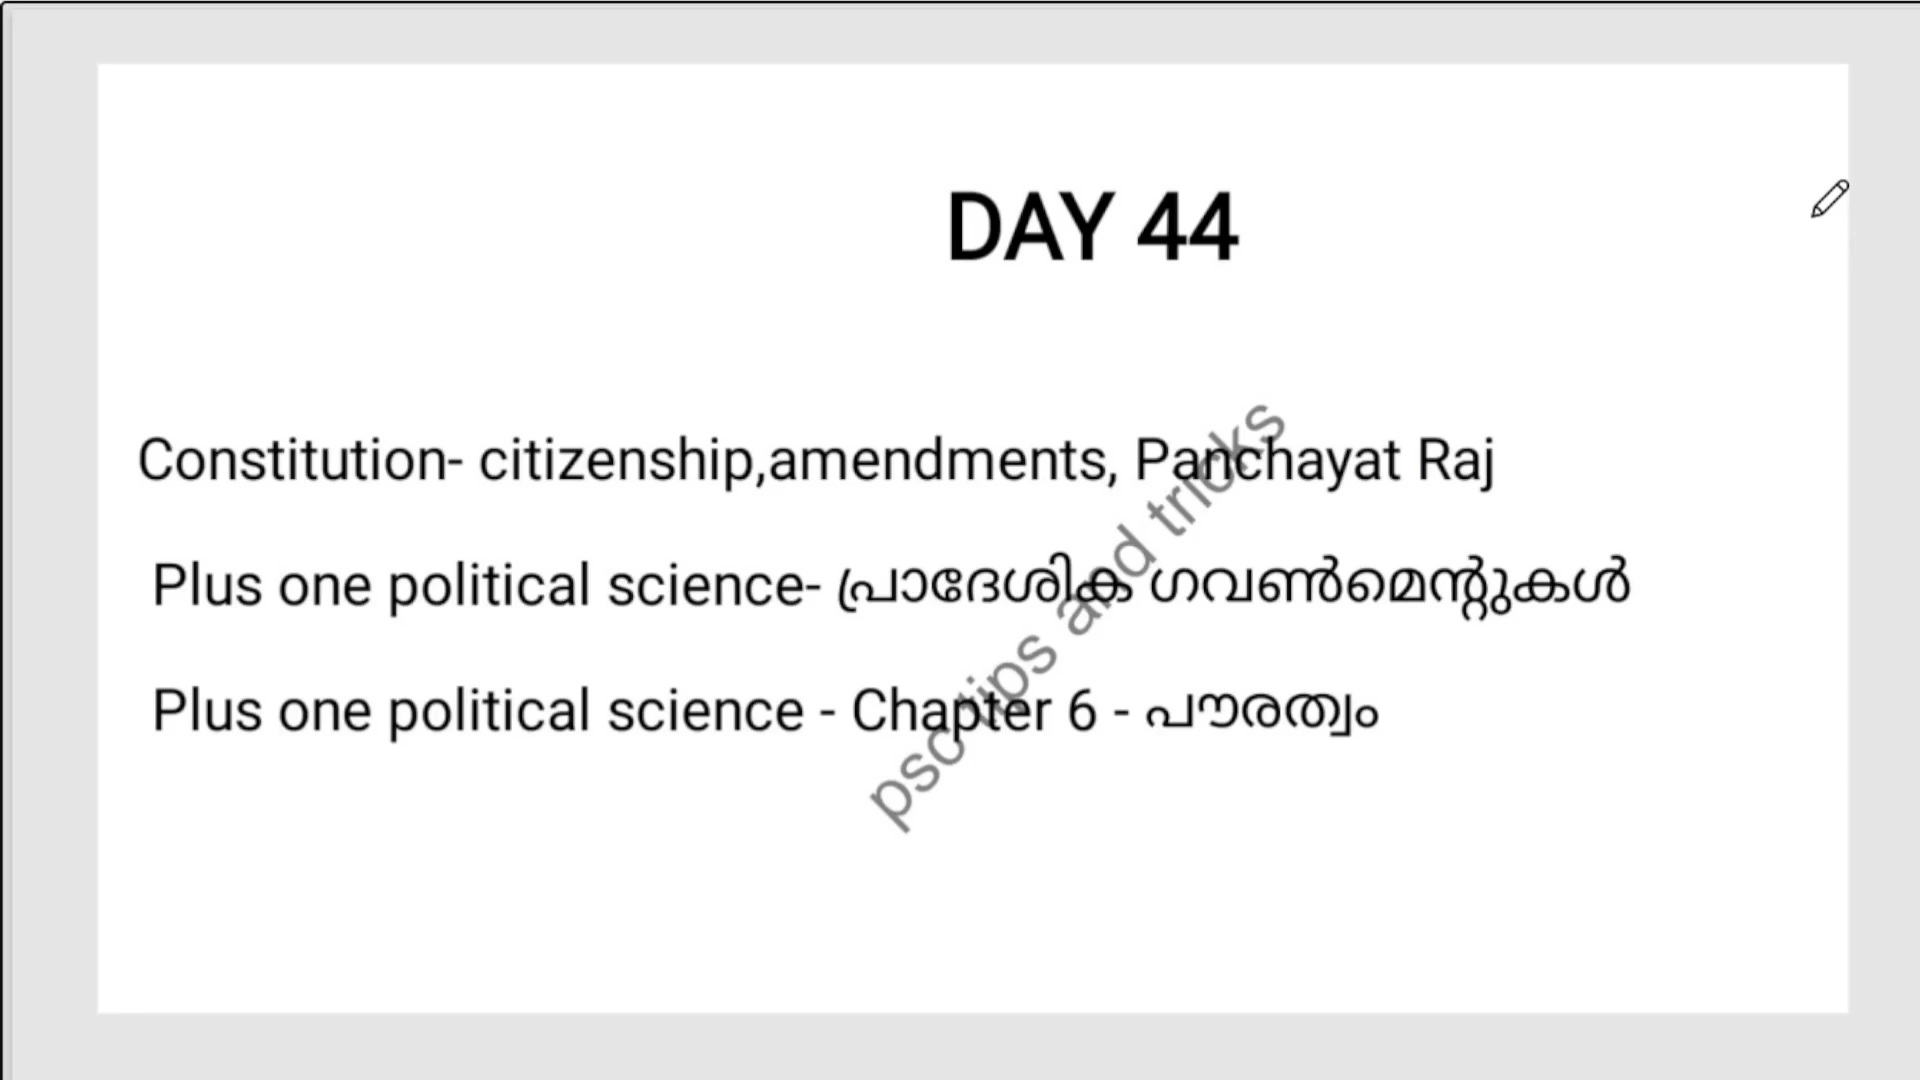 DAY 44
Constitution- citizenship,amendments, Panchayat Raj
Plus one political science- പ്രാദേശിക ഗവൺമെന്റുകൾ
Plus one political science - Chapter 6 - പൗരത്വം
psc tips and tricks